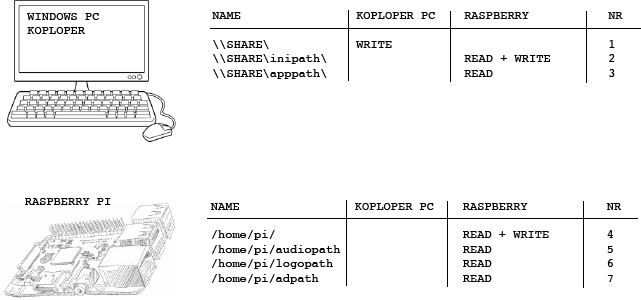 WINDOWS PC
KOPLOPER
NAME KOPLOPER PC RASPBERRY NR
\\SHARE\ WRITE 1
\\SHARE\inipath\ READ + WRITE 2
\\SHARE\apppath\ READ 3
RASPBERRY PI
NAME KOPLOPER PC RASPBERRY NR
/home/pi/ READ + WRITE 4
/home/pi/audiopath READ 5
/home/pi/logopath READ 6
/home/pi/adpath READ 7